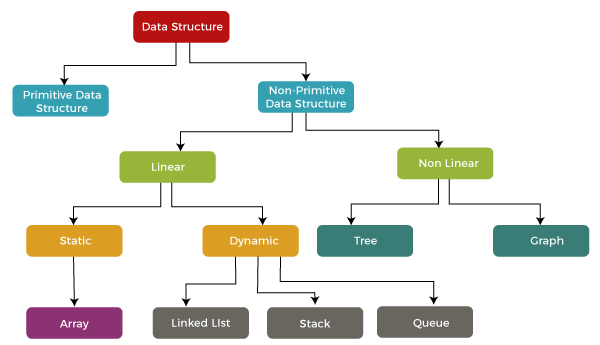 Data Structure
Primitive Data
Structure
Non-Primitive
Data Structure
Linear
Non Linear
Static
Dynamic
Tree
Graph
Array
Linked LIst
Stack
Queue